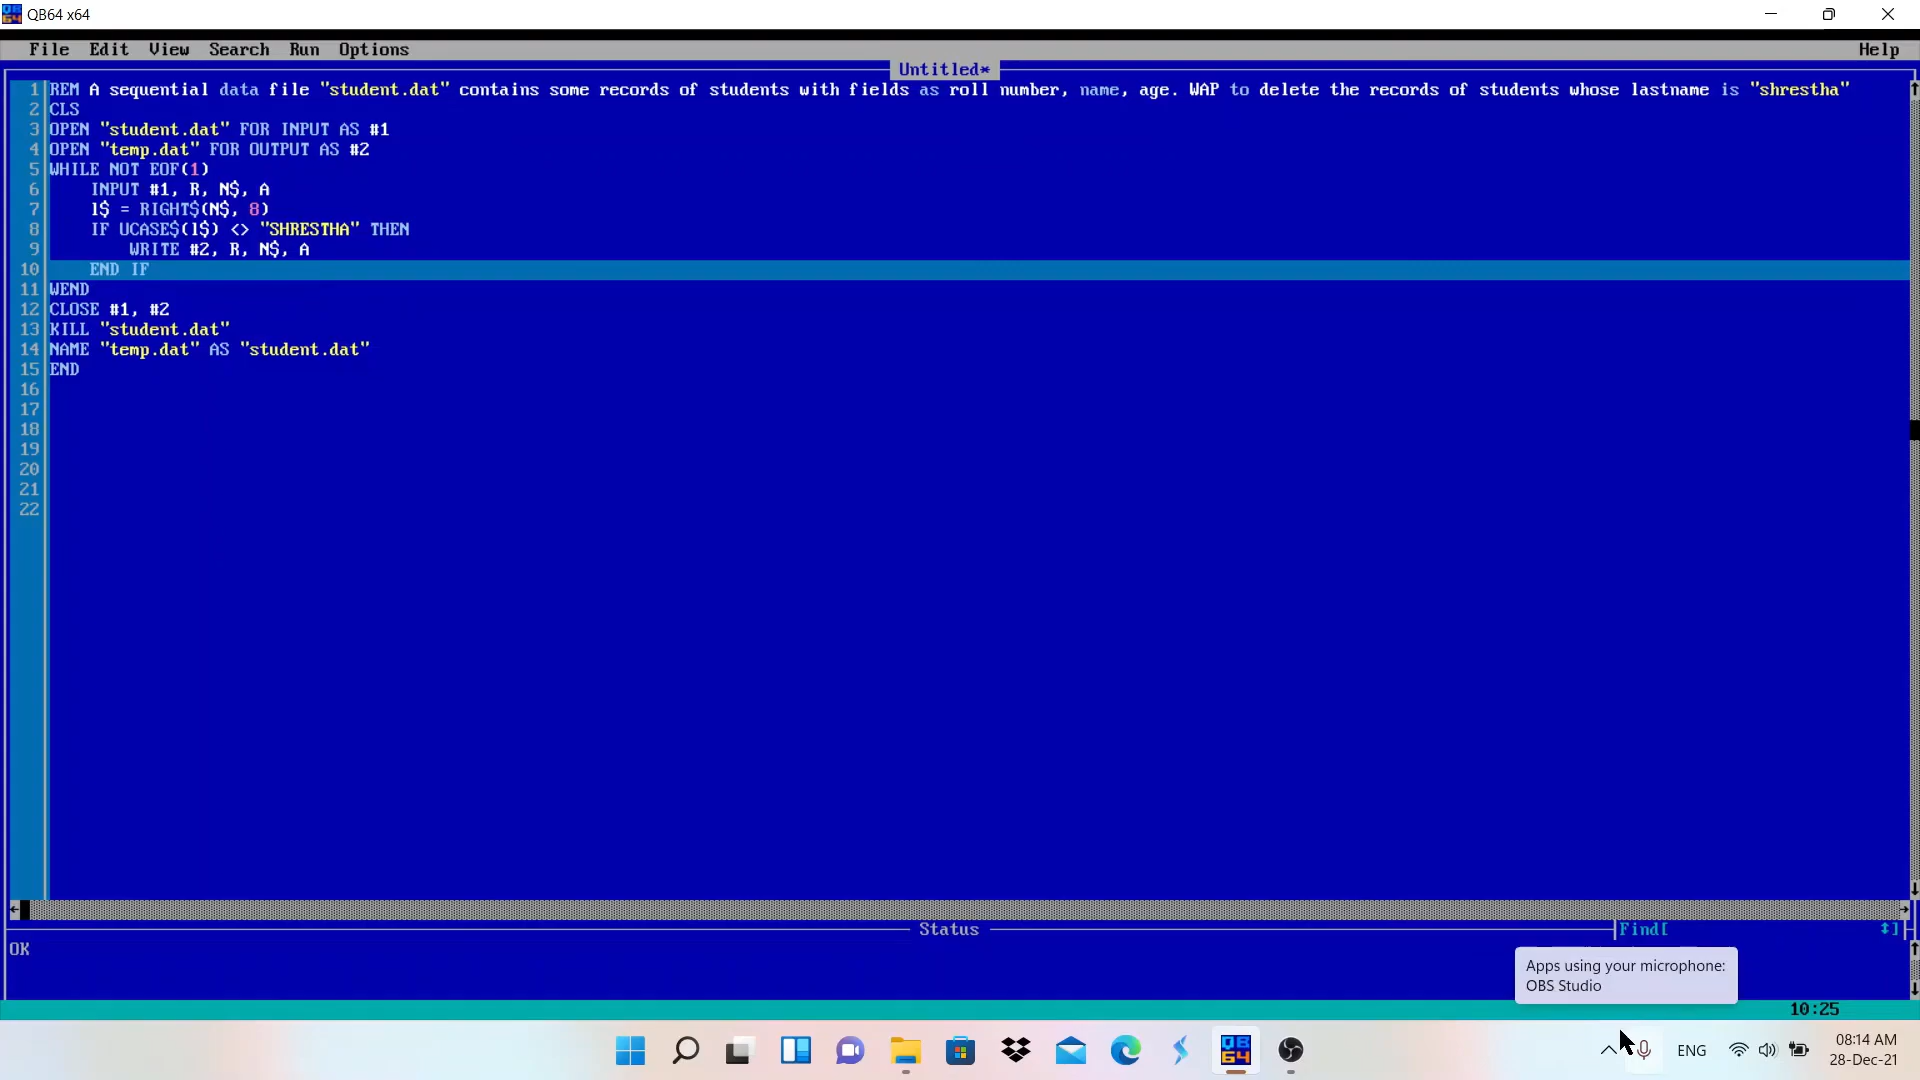 QB64 x64
File Edit View Search Run Options Help
Untitled*
1 REM A sequential data file "student.dat" contains some records of students with fields as roll number, name, age. WAP to delete the records of students whose lastname is "shrestha"
2 CLS
3 OPEN "student.dat" FOR INPUT AS #1
4 OPEN "temp.dat" FOR OUTPUT AS #2
5 WHILE NOT EOF(1)
6 INPUT #1, R, N$, A
7 l$ = RIGHT$(N$, 8)
8 IF UCASE$(l$) <> "SHRESTHA" THEN
9 WRITE #2, R, N$, A
10 END IF
11 WEND
12 CLOSE #1, #2
13 KILL "student.dat"
14 NAME "temp.dat" AS "student.dat"
15 END
16
17
18
19
20
21
22
Status Find[ ]
OK
Apps using your microphone:
OBS Studio
10:25
QB64
ENG
08:14 AM
28-Dec-21